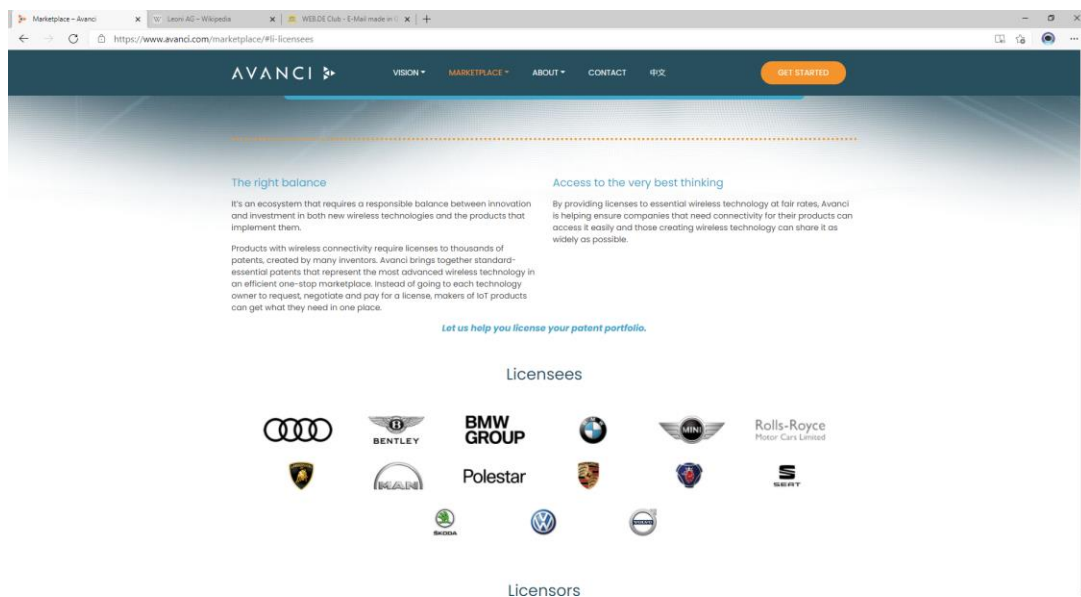 Marketplace – Avanci
Leoni AG – Wikipedia
WEB.DE Club - E-Mail made in G
https://www.avanci.com/marketplace/#li-licensees
AVANCI
VISION
MARKETPLACE
ABOUT
CONTACT
中文
GET STARTED
The right balance
It's an ecosystem that requires a responsible balance between innovation
and investment in both new wireless technologies and the products that
implement them.
Products with wireless connectivity require licenses to thousands of
patents, created by many inventors. Avanci brings together standard-
essential patents that represent the most advanced wireless technology in
an efficient one-stop marketplace. Instead of going to each technology
owner to request, negotiate and pay for a license, makers of IoT products
can get what they need in one place.
Access to the very best thinking
By providing licenses to essential wireless technology at fair rates, Avanci
is helping ensure companies that need connectivity for their products can
access it easily and those creating wireless technology can share it as
widely as possible.
Let us help you license your patent portfolio.
Licensees
BENTLEY
BMW
GROUP
MINI
Rolls-Royce
Motor Cars Limited
MAN
Polestar
SEAT
ŠKODA
VOLVO
Licensors